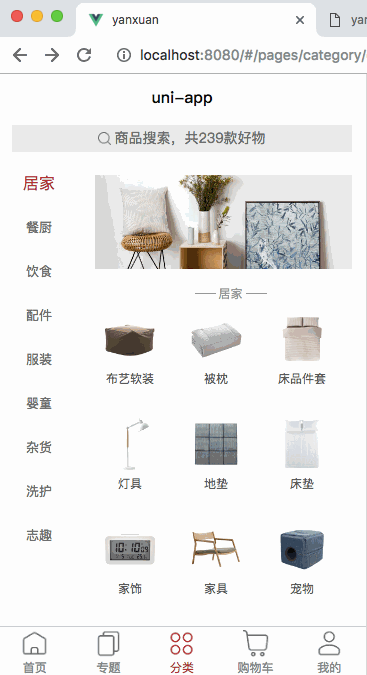 yanxuan
yan
localhost:8080/#/pages/category/
uni-app
商品搜索，共239款好物
居家
餐厨
饮食
配件
服装
婴童
杂货
洗护
志趣
居家
布艺软装 被枕 床品件套
灯具 地垫 床垫
家饰 家具 宠物
首页 专题 分类 购物车 我的